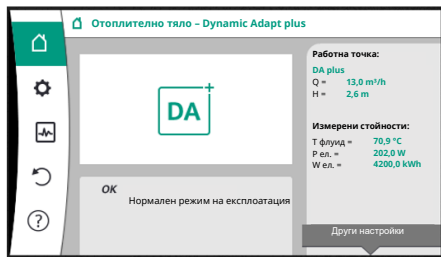 Отоплително тяло – Dynamic Adapt plus
DA+
OK
Нормален режим на експлоатация
Работна точка:
DA plus
Q = 13,0 m³/h
H = 2,6 m
Измерени стойности:
T флуид = 70,9 °C
P ел. = 202,0 W
W ел. = 4200,0 kWh
Други настройки
?